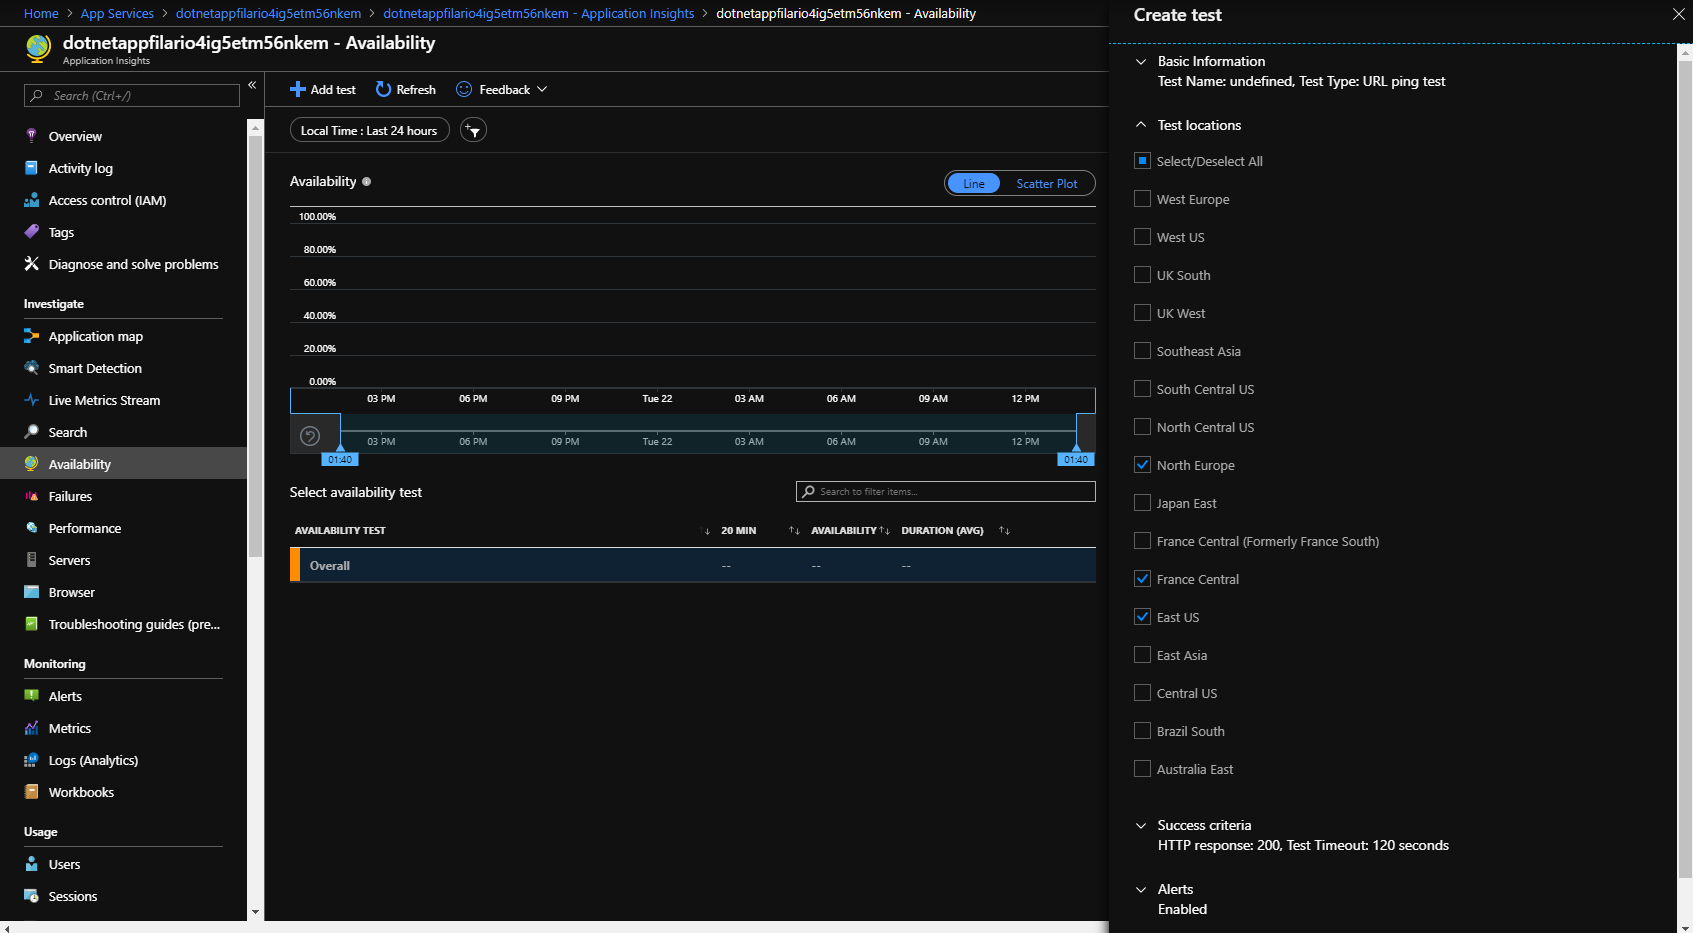 Home > App Services > dotnetappfilario4ig5etm56nkem > dotnetappfilario4ig5etm56nkem - Application Insights > dotnetappfilario4ig5etm56nkem - Availability
dotnetappfilario4ig5etm56nkem - Availability
Application Insights
Search (Ctrl+/)
Overview
Activity log
Access control (IAM)
Tags
Diagnose and solve problems
Investigate
Application map
Smart Detection
Live Metrics Stream
Search
Availability
Failures
Performance
Servers
Browser
Troubleshooting guides (pre...
Monitoring
Alerts
Metrics
Logs (Analytics)
Workbooks
Usage
Users
Sessions
Add test Refresh Feedback
Local Time : Last 24 hours
Availability
Line Scatter Plot
100.00%
80.00%
60.00%
40.00%
20.00%
0.00%
03 PM 06 PM 09 PM Tue 22 03 AM 06 AM 09 AM 12 PM
03 PM 06 PM 09 PM Tue 22 03 AM 06 AM 09 AM 12 PM
01:40 01:40
Select availability test
Search to filter items...
AVAILABILITY TEST 20 MIN AVAILABILITY DURATION (AVG)
Overall -- -- --
Create test
Basic Information
Test Name: undefined, Test Type: URL ping test
Test locations
Select/Deselect All
West Europe
West US
UK South
UK West
Southeast Asia
South Central US
North Central US
North Europe
Japan East
France Central (Formerly France South)
France Central
East US
East Asia
Central US
Brazil South
Australia East
Success criteria
HTTP response: 200, Test Timeout: 120 seconds
Alerts
Enabled